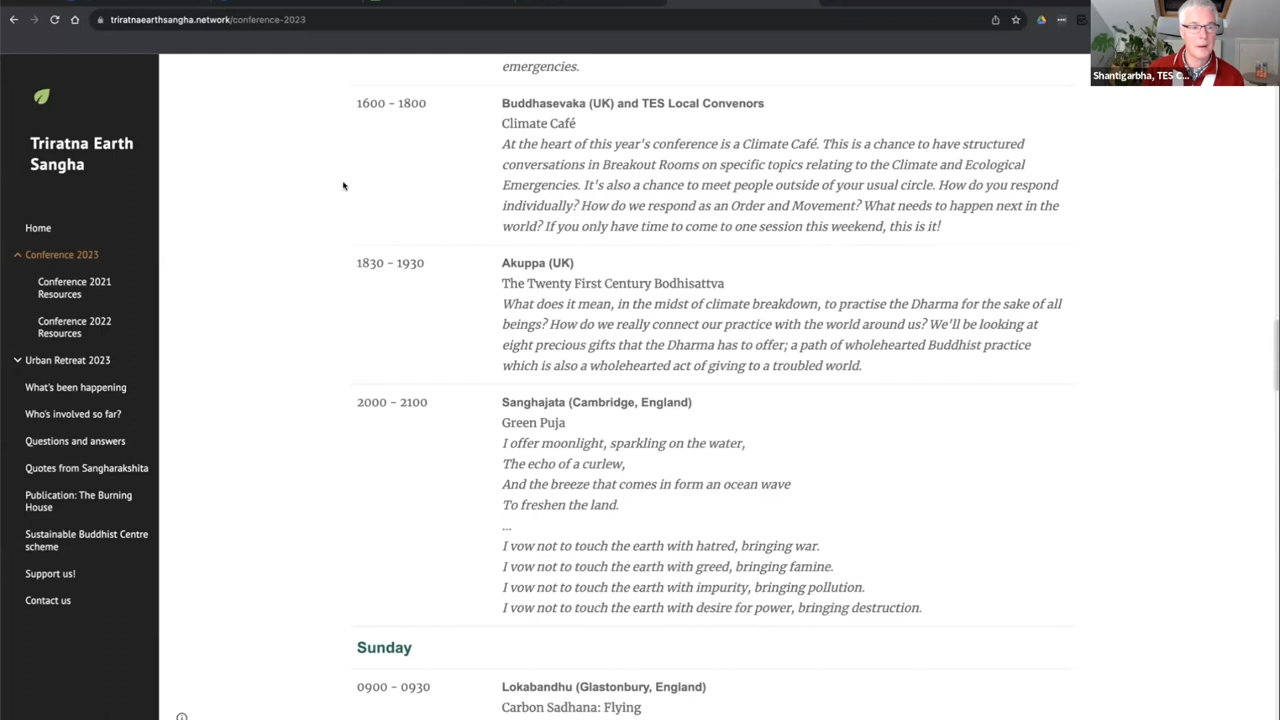 triratnaearthsangha.network/conference-2023
Shantigarbha, TES C...
Triratna Earth
Sangha
Home
Conference 2023
Conference 2021
Resources
Conference 2022
Resources
Urban Retreat 2023
What's been happening
Who's involved so far?
Questions and answers
Quotes from Sangharakshita
Publication: The Burning
House
Sustainable Buddhist Centre
scheme
Support us!
Contact us
emergencies.
1600 - 1800
Buddhasevaka (UK) and TES Local Convenors
Climate Café
At the heart of this year's conference is a Climate Café. This is a chance to have structured
conversations in Breakout Rooms on specific topics relating to the Climate and Ecological
Emergencies. It's also a chance to meet people outside of your usual circle. How do you respond
individually? How do we respond as an Order and Movement? What needs to happen next in the
world? If you only have time to come to one session this weekend, this is it!
1830 - 1930
Akuppa (UK)
The Twenty First Century Bodhisattva
What does it mean, in the midst of climate breakdown, to practise the Dharma for the sake of all
beings? How do we really connect our practice with the world around us? We'll be looking at
eight precious gifts that the Dharma has to offer; a path of wholehearted Buddhist practice
which is also a wholehearted act of giving to a troubled world.
2000 - 2100
Sanghajata (Cambridge, England)
Green Puja
I offer moonlight, sparkling on the water,
The echo of a curlew,
And the breeze that comes in form an ocean wave
To freshen the land.
...
I vow not to touch the earth with hatred, bringing war.
I vow not to touch the earth with greed, bringing famine.
I vow not to touch the earth with impurity, bringing pollution.
I vow not to touch the earth with desire for power, bringing destruction.
Sunday
0900 - 0930
Lokabandhu (Glastonbury, England)
Carbon Sadhana: Flying